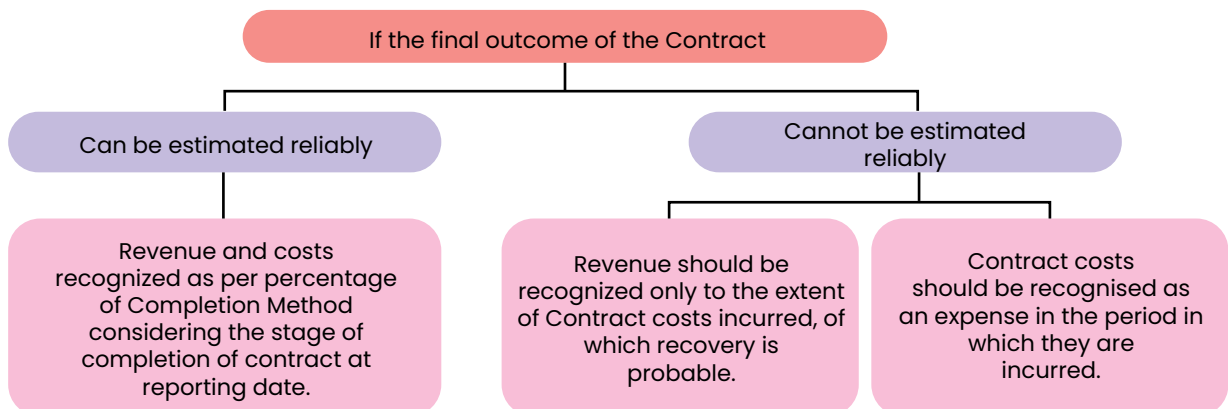 If the final outcome of the Contract
Can be estimated reliably
Cannot be estimated
reliably
Revenue and costs
recognized as per percentage
of Completion Method
considering the stage of
completion of contract at
reporting date.
Revenue should be
recognized only to the extent
of Contract costs incurred, of
which recovery is
probable.
Contract costs
should be recognised as
an expense in the period in
which they are
incurred.